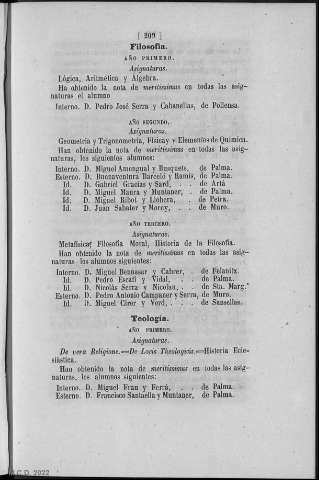 [ 209 ]
Filosofía.
AÑO PRIMERO.
Asignaturas.
Lógica, Aritmética y Algebra.
Ha obtenido la nota de meritissimus en todas las asig-
naturas el alumno
Interno. D. Pedro José Serra y Cabanellas, de Pollensa.
AÑO SEGUNDO.
Asignaturas.
Geometría y Trigonometría, Física y Elementos de Química.
Han obtenido la nota de meritissimus en todas las asig-
naturas, los siguientes alumnos:
Interno. D. Miguel Amengual y Busquets, de Palma.
Esterno. D. Buenaventura Barceló y Ramis, de Palma.
Id. D. Gabriel Gracias y Sard, . . de Artá
Id. D. Miguel Maura y Muntaner, . de Palma.
Id. D. Miguel Ribot y Llobera, . . de Petra.
Id. D. Juan Sabater y Morey, . . . de Muro.
AÑO TERCERO.
Asignaturas.
Metafísica, Filosofía Moral, Historia de la Filosofía.
Han obtenido la nota de meritissimus en todas las asig-
naturas, los alumnos siguientes:
Interno. D. Miguel Bennasar y Cabrer, . de Felanitx.
Id. D. Pedro Escafí y Vidal, . . . de Palma.
Id. D. Nicolás Serra y Nicolau, . . de Sta. Marg.ª
Esterno. D. Pedro Antonio Campaner y Serra, de Muro.
Id. D. Miguel Cirer y Verd, . . . de Sansellas.
Teología.
AÑO PRIMERO.
Asignaturas.
De vera Religione.—De Locis Theologicis.—Historia Ecle-
siástica.
Han obtenido la nota de meritissimus en todas las asig-
naturas, los alumnos siguientes:
Interno. D. Miguel Frau y Ferrá, . . . de Palma.
Esterno. D. Francisco Santaella y Muntaner, de Palma.
C.D. 2022